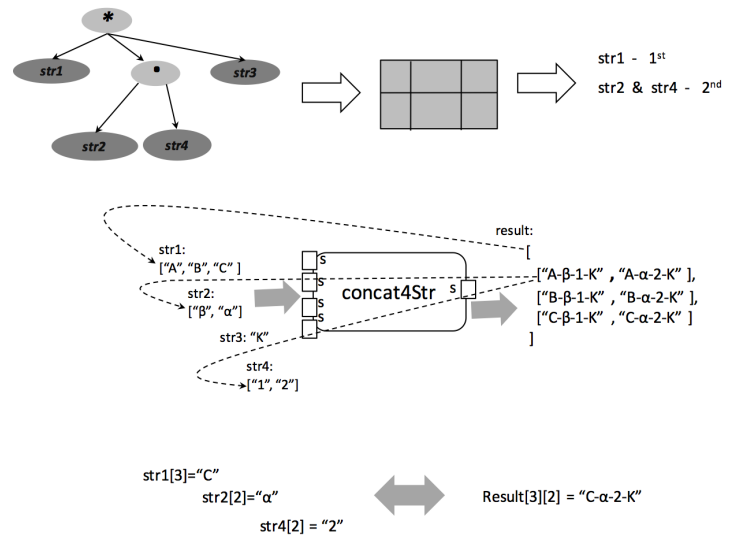 *
str1
▪
str3
str2
str4
str1 - 1st
str2 & str4 - 2nd
result:
[
str1:
["A", "B", "C" ]
str2:
["β", "α"]
str3: "K"
str4:
["1", "2"]
s
s
s
s
concat4Str
s
["A-β-1-K" , "A-α-2-K" ],
["B-β-1-K" , "B-α-2-K" ],
["C-β-1-K" , "C-α-2-K" ]
]
str1[3]="C"
str2[2]="α"
str4[2] = "2"
Result[3][2] = "C-α-2-K"